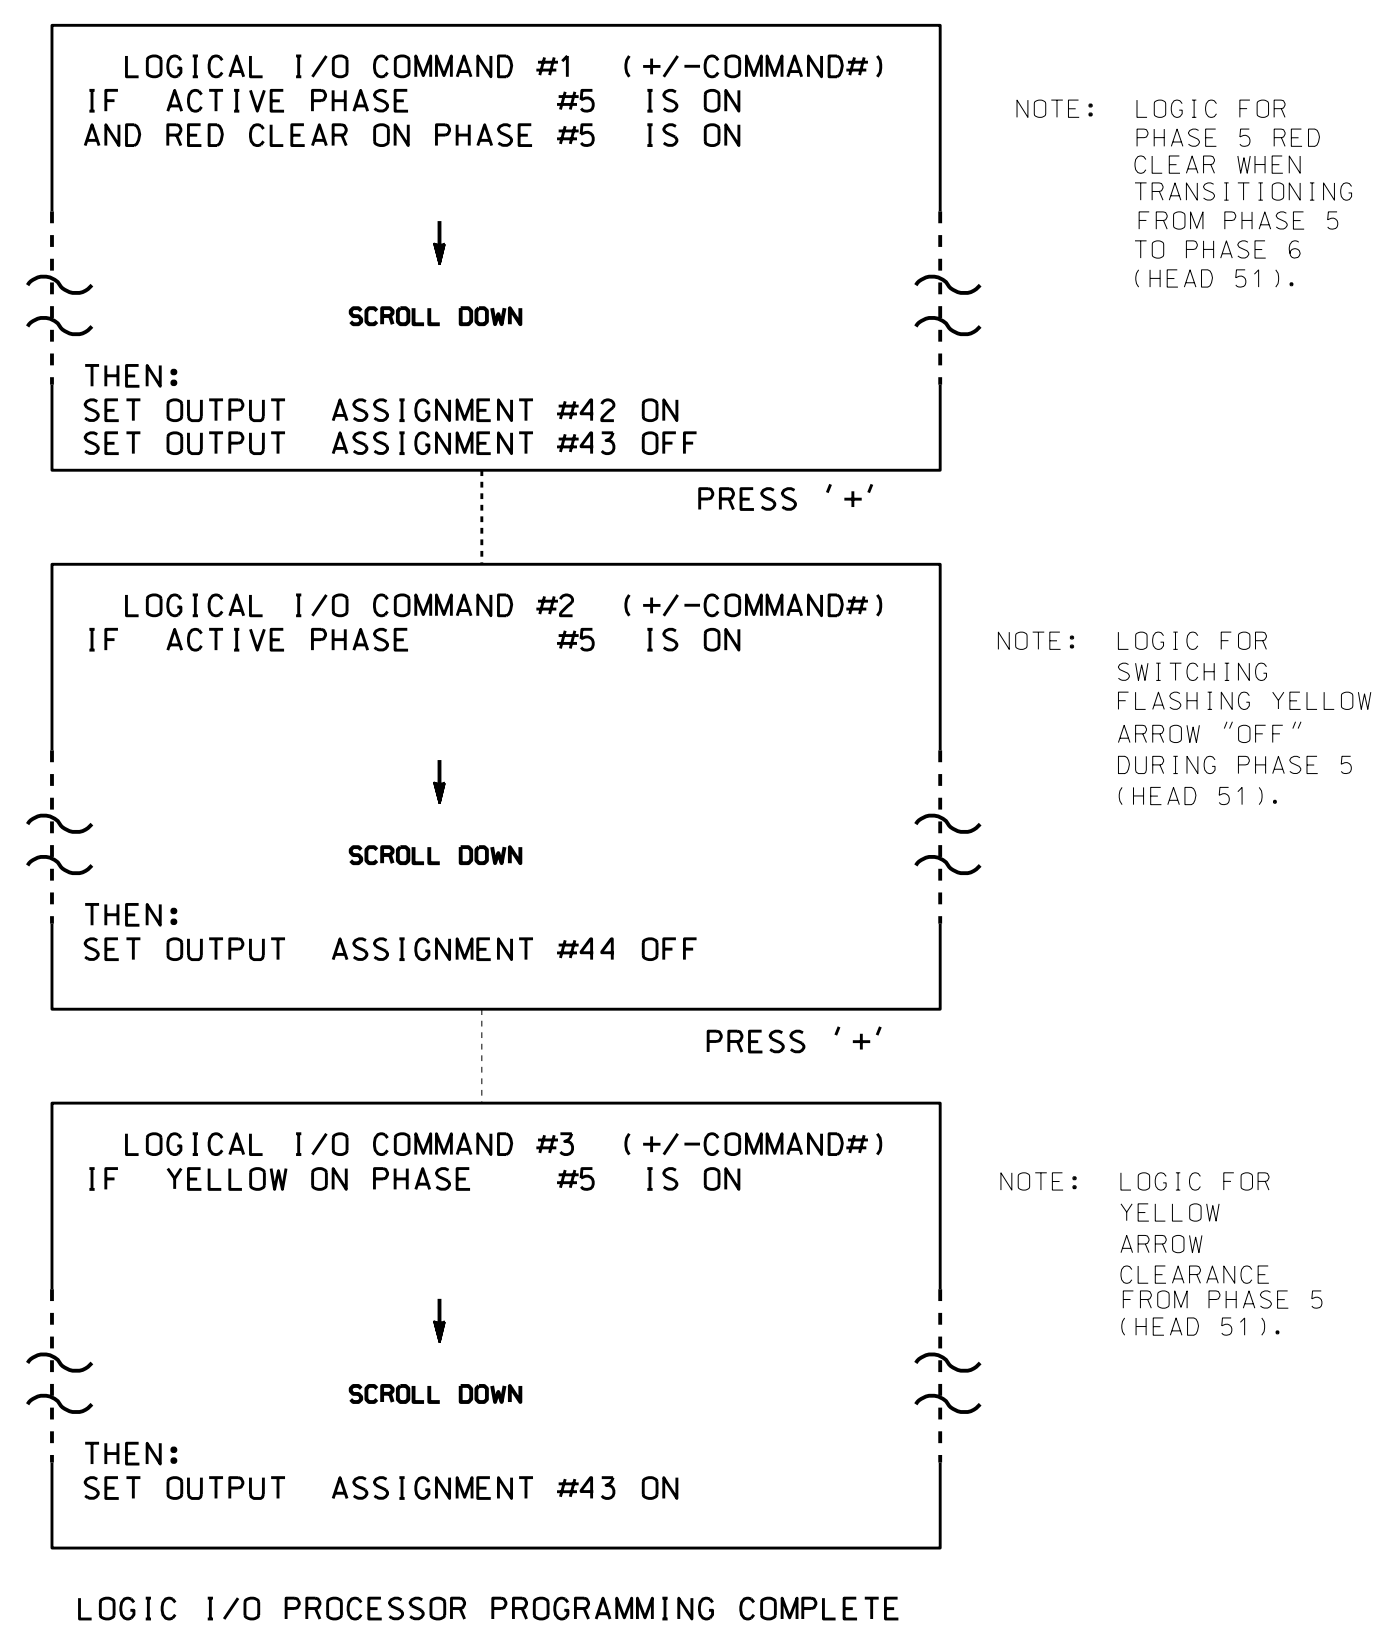 LOGICAL I/O COMMAND #1 (+/-COMMAND#)
IF ACTIVE PHASE #5 IS ON
AND RED CLEAR ON PHASE #5 IS ON
SCROLL DOWN
THEN:
SET OUTPUT ASSIGNMENT #42 ON
SET OUTPUT ASSIGNMENT #43 OFF
NOTE: LOGIC FOR
PHASE 5 RED
CLEAR WHEN
TRANSITIONING
FROM PHASE 5
TO PHASE 6
(HEAD 51).
PRESS '+'
LOGICAL I/O COMMAND #2 (+/-COMMAND#)
IF ACTIVE PHASE #5 IS ON
SCROLL DOWN
THEN:
SET OUTPUT ASSIGNMENT #44 OFF
NOTE: LOGIC FOR
SWITCHING
FLASHING YELLOW
ARROW "OFF"
DURING PHASE 5
(HEAD 51).
PRESS '+'
LOGICAL I/O COMMAND #3 (+/-COMMAND#)
IF YELLOW ON PHASE #5 IS ON
SCROLL DOWN
THEN:
SET OUTPUT ASSIGNMENT #43 ON
NOTE: LOGIC FOR
YELLOW
ARROW
CLEARANCE
FROM PHASE 5
(HEAD 51).
LOGIC I/O PROCESSOR PROGRAMMING COMPLETE